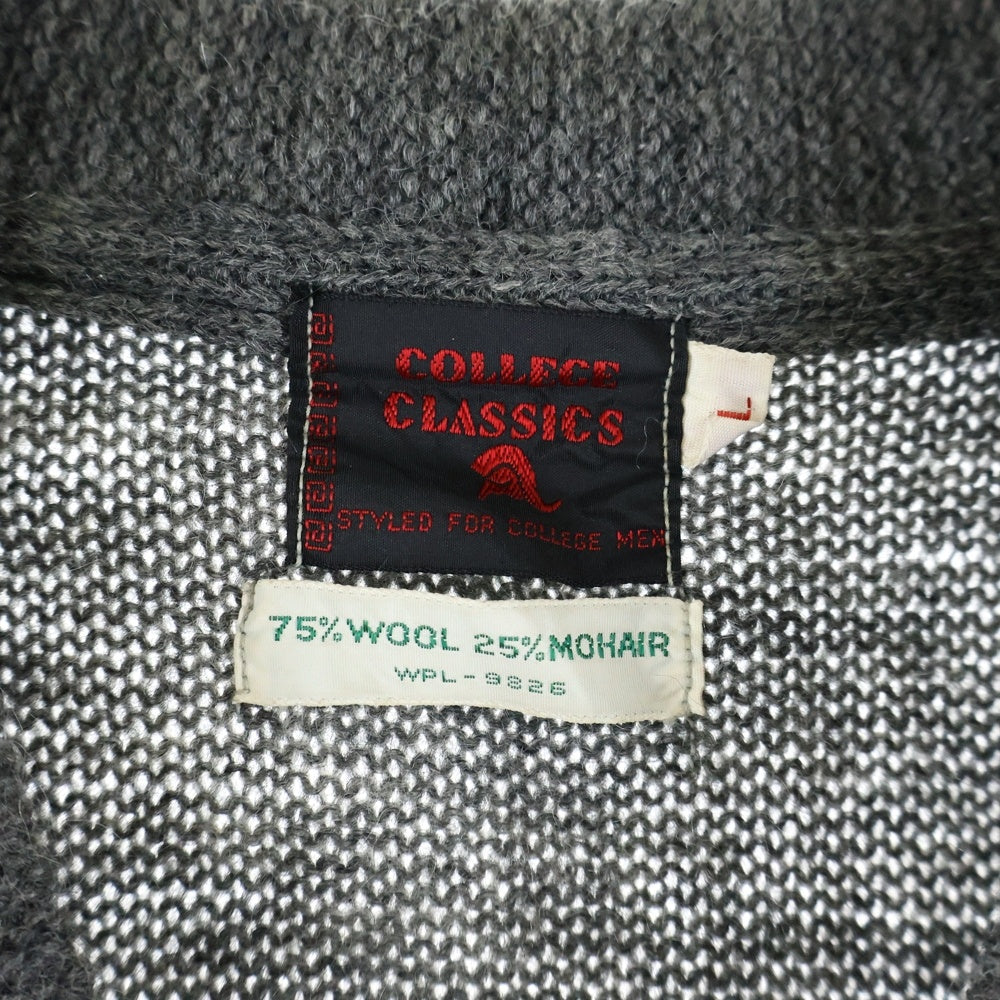 COLLEGE
CLASSICS
STYLED FOR COLLEGE MEN
L
75% WOOL 25% MOHAIR
WPL-9826